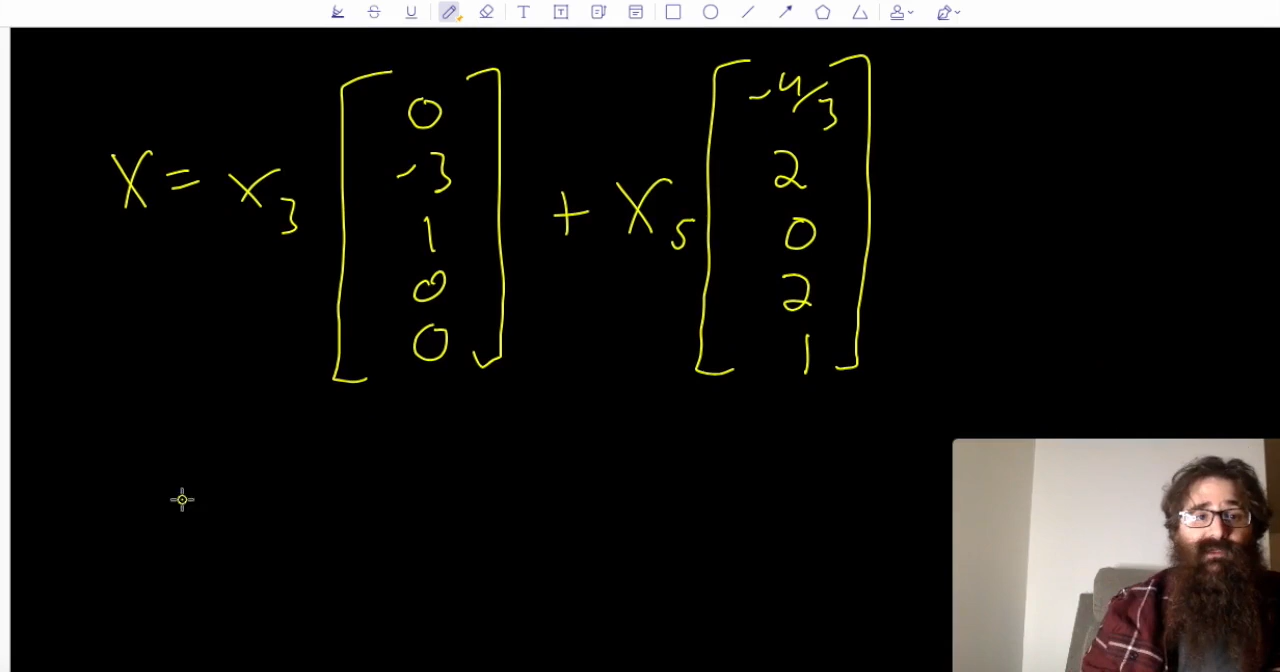 X = x₃ [0 -3 1 0 0] + x₅ [-4/3 2 0 2 1]